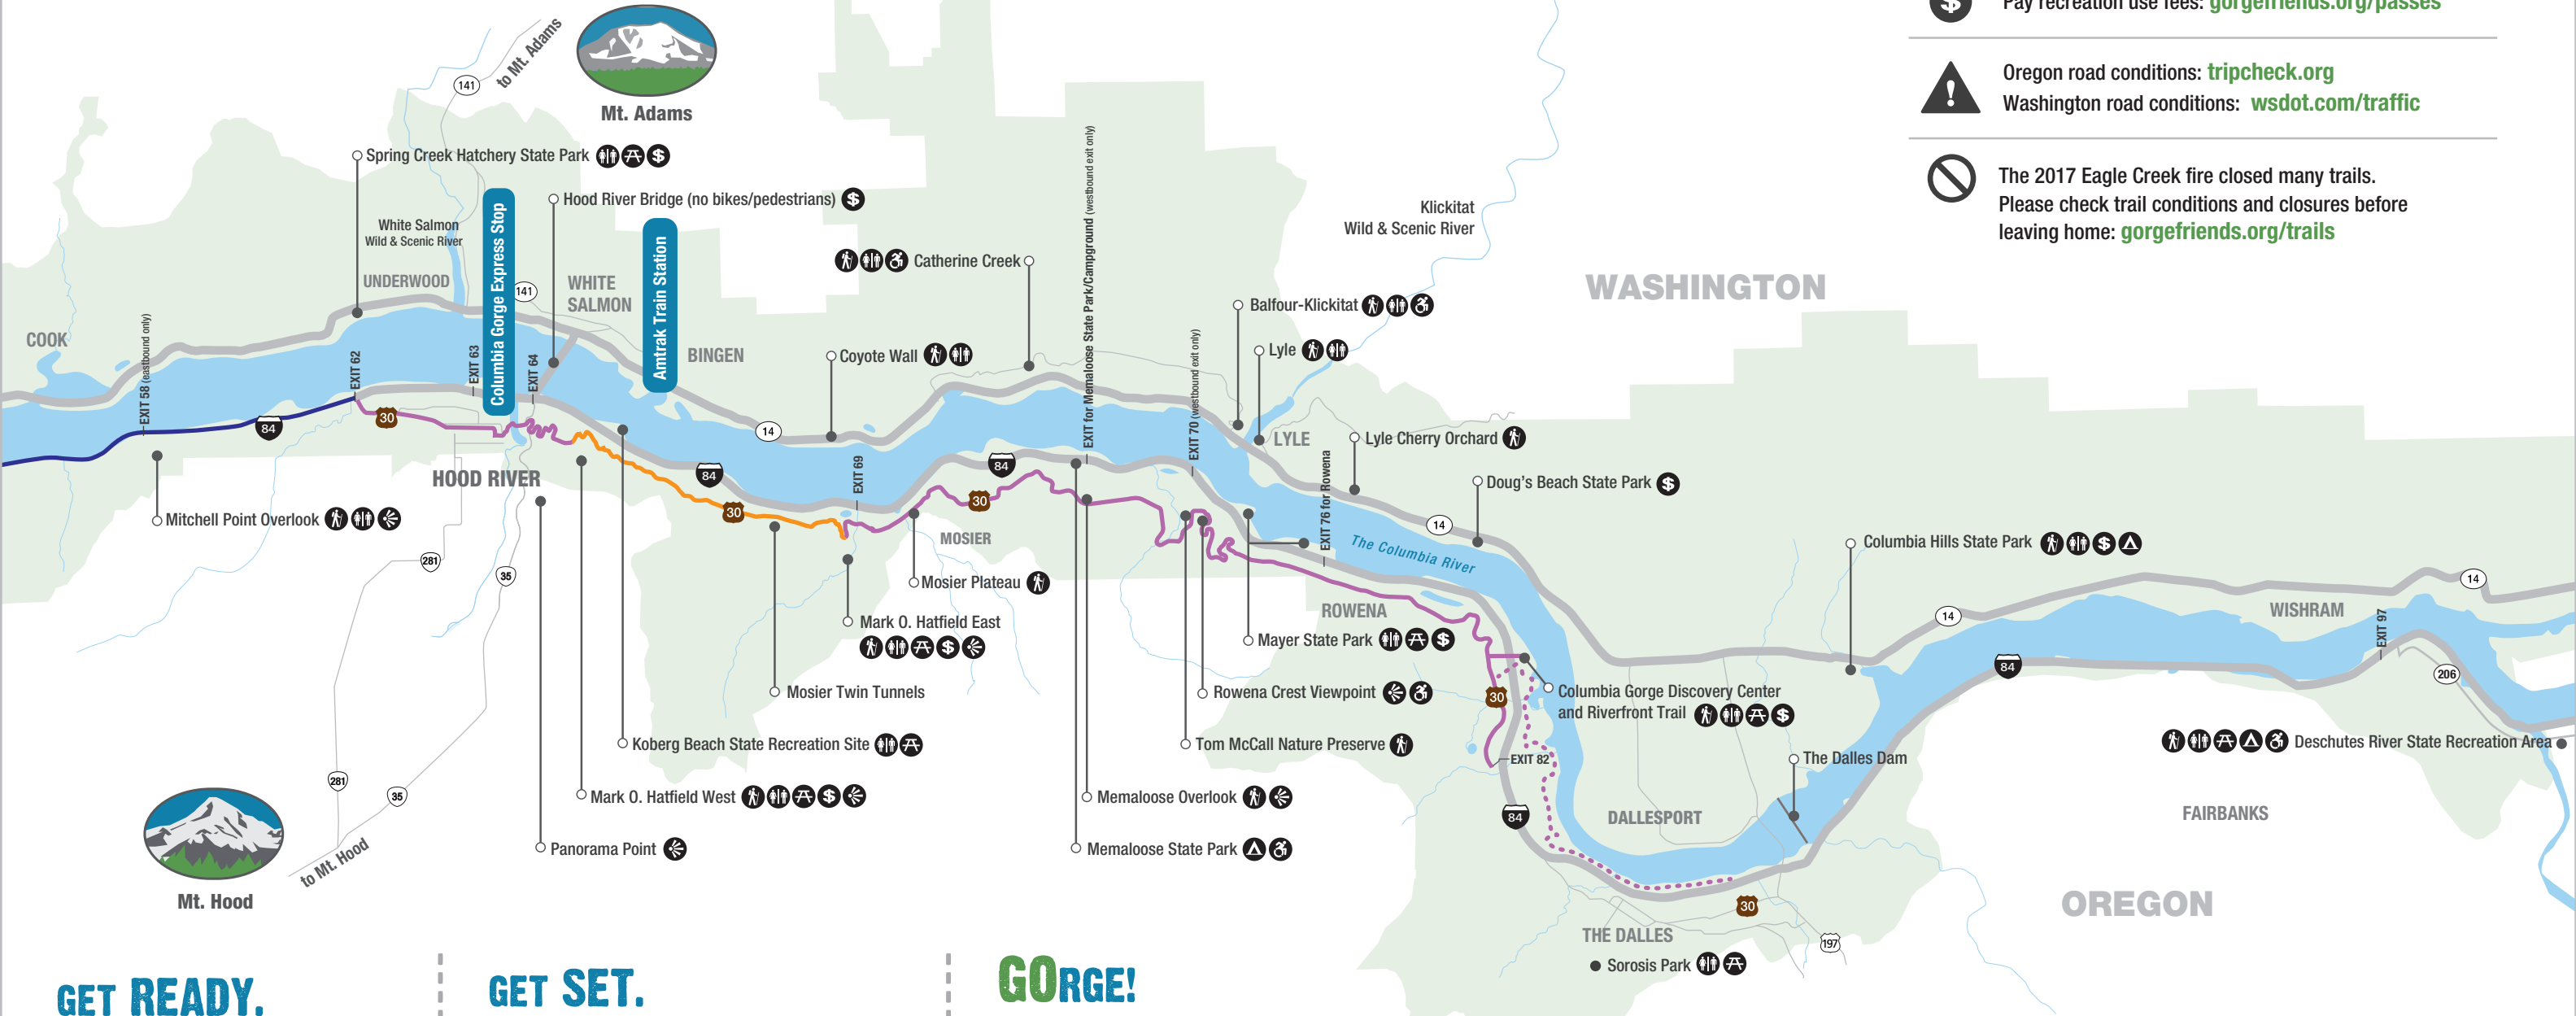 Pay recreation use fees: gorgefriends.org/passes
Oregon road conditions: tripcheck.org
Washington road conditions: wsdot.com/traffic
The 2017 Eagle Creek fire closed many trails.
Please check trail conditions and closures before
leaving home: gorgefriends.org/trails
to Mt. Adams
141
Mt. Adams
Spring Creek Hatchery State Park
$
Hood River Bridge (no bikes/pedestrians)
$
White Salmon
Wild & Scenic River
UNDERWOOD
Columbia Gorge Express Stop
141
WHITE
SALMON
Amtrak Train Station
BINGEN
Catherine Creek
Coyote Wall
EXIT for Memaloose State Park/Campground (westbound exit only)
EXIT 70 (westbound exit only)
Klickitat
Wild & Scenic River
Balfour-Klickitat
Lyle
LYLE
WASHINGTON
COOK
EXIT 58 (eastbound only)
EXIT 62
EXIT 63
EXIT 64
84
30
14
HOOD RIVER
Mitchell Point Overlook
281
35
84
30
EXIT 69
84
30
MOSIER
Mosier Plateau
Mark O. Hatfield East
$
Mosier Twin Tunnels
Koberg Beach State Recreation Site
Mark O. Hatfield West
$
Panorama Point
281
35
to Mt. Hood
Mt. Hood
Lyle Cherry Orchard
Doug's Beach State Park
$
EXIT 76 for Rowena
14
The Columbia River
ROWENA
Mayer State Park
$
Rowena Crest Viewpoint
Tom McCall Nature Preserve
Memaloose Overlook
Memaloose State Park
30
Columbia Gorge Discovery Center
and Riverfront Trail
$
EXIT 82
84
Columbia Hills State Park
$
14
14
WISHRAM
EXIT 97
84
206
Deschutes River State Recreation Area
The Dalles Dam
DALLESPORT
FAIRBANKS
OREGON
30
THE DALLES
197
Sorosis Park
GET READY.
GET SET.
GORGE!